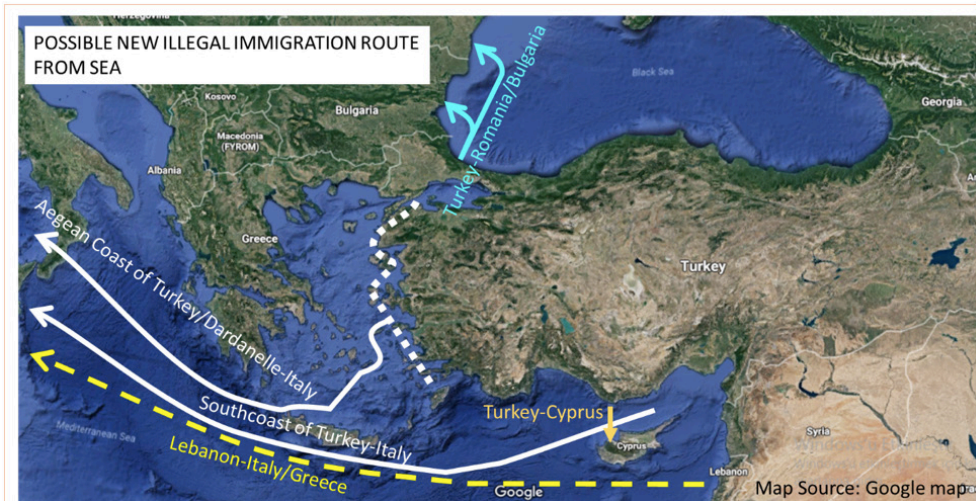 POSSIBLE NEW ILLEGAL IMMIGRATION ROUTE
FROM SEA
Black Sea
Kosovo
Bulgaria
Georgia
Macedonia
(FYROM)
Albania
Turkey-Romania/Bulgaria
Greece
Turkey
Aegean Coast of Turkey/Dardanelle-Italy
Southcoast of Turkey-Italy
Lebanon-Italy/Greece
Turkey-Cyprus
Mediterranean Sea
Cyprus
Syria
Lebanon
Google
Map Source: Google map